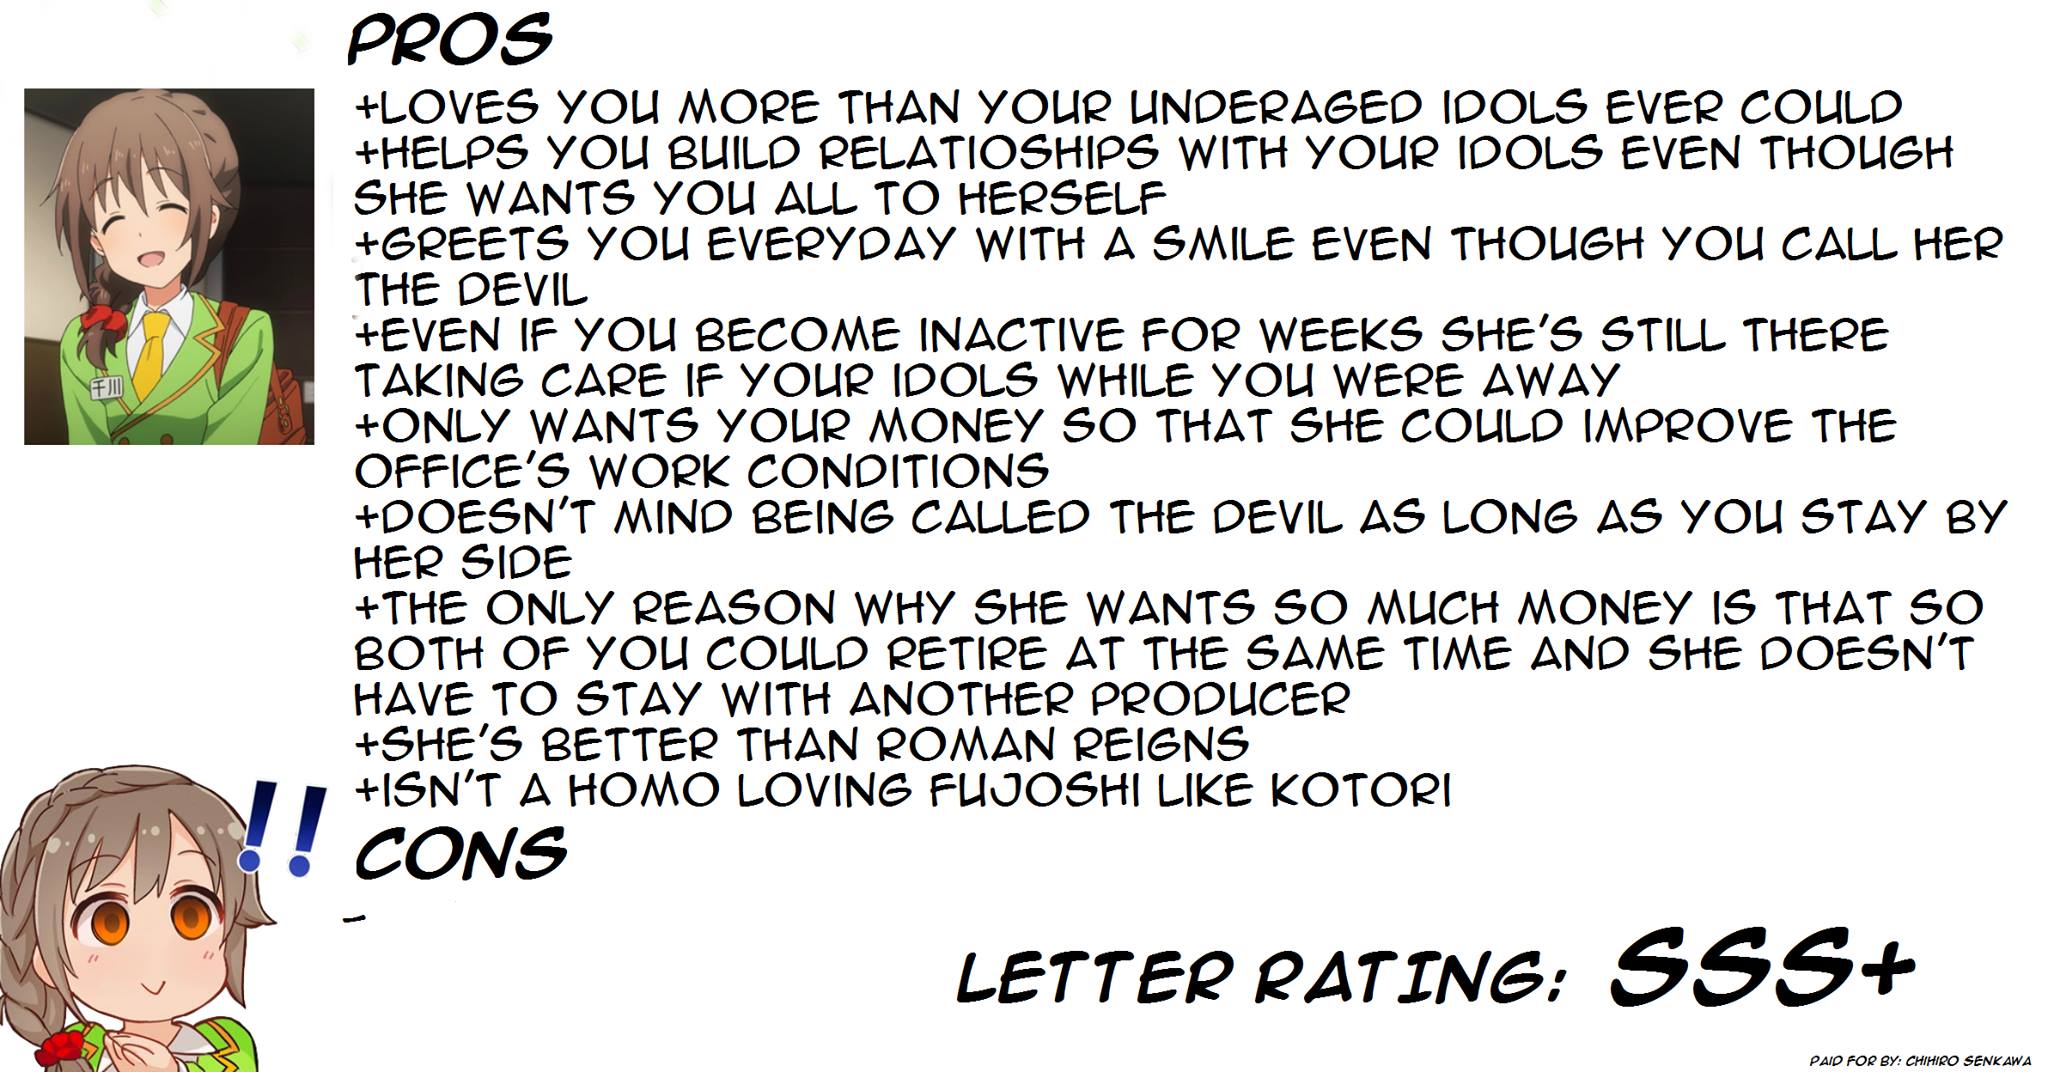 PROS
+LOVES YOU MORE THAN YOUR UNDERAGED IDOLS EVER COULD
+HELPS YOU BUILD RELATIOSHIPS WITH YOUR IDOLS EVEN THOUGH
SHE WANTS YOU ALL TO HERSELF
+GREETS YOU EVERYDAY WITH A SMILE EVEN THOUGH YOU CALL HER
THE DEVIL
+EVEN IF YOU BECOME INACTIVE FOR WEEKS SHE'S STILL THERE
TAKING CARE IF YOUR IDOLS WHILE YOU WERE AWAY
+ONLY WANTS YOUR MONEY SO THAT SHE COULD IMPROVE THE
OFFICE'S WORK CONDITIONS
+DOESN'T MIND BEING CALLED THE DEVIL AS LONG AS YOU STAY BY
HER SIDE
+THE ONLY REASON WHY SHE WANTS SO MUCH MONEY IS THAT SO
BOTH OF YOU COULD RETIRE AT THE SAME TIME AND SHE DOESN'T
HAVE TO STAY WITH ANOTHER PRODUCER
+SHE'S BETTER THAN ROMAN REIGNS
+ISN'T A HOMO LOVING FUJOSHI LIKE KOTORI
CONS
-
LETTER RATING: SSS+
PAID FOR BY: CHIHIRO SENKAWA
千川
!!